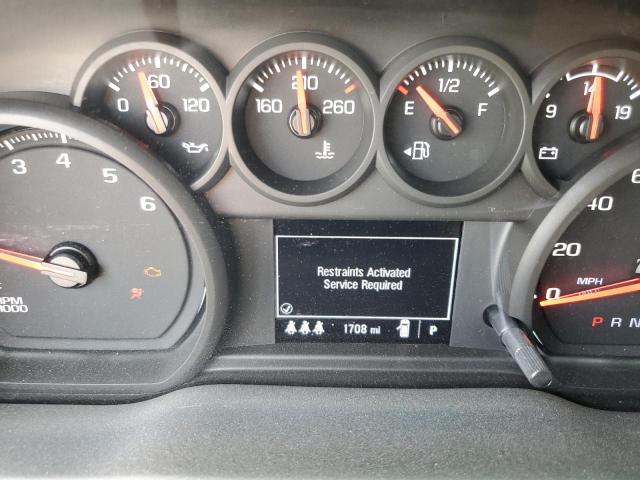 60
0 120
210
160 260
1/2
E F
14
9 19
3 4 5 6
RPM
1000
Restraints Activated
Service Required
1708 mi P
40
20
0 MPH
P R N